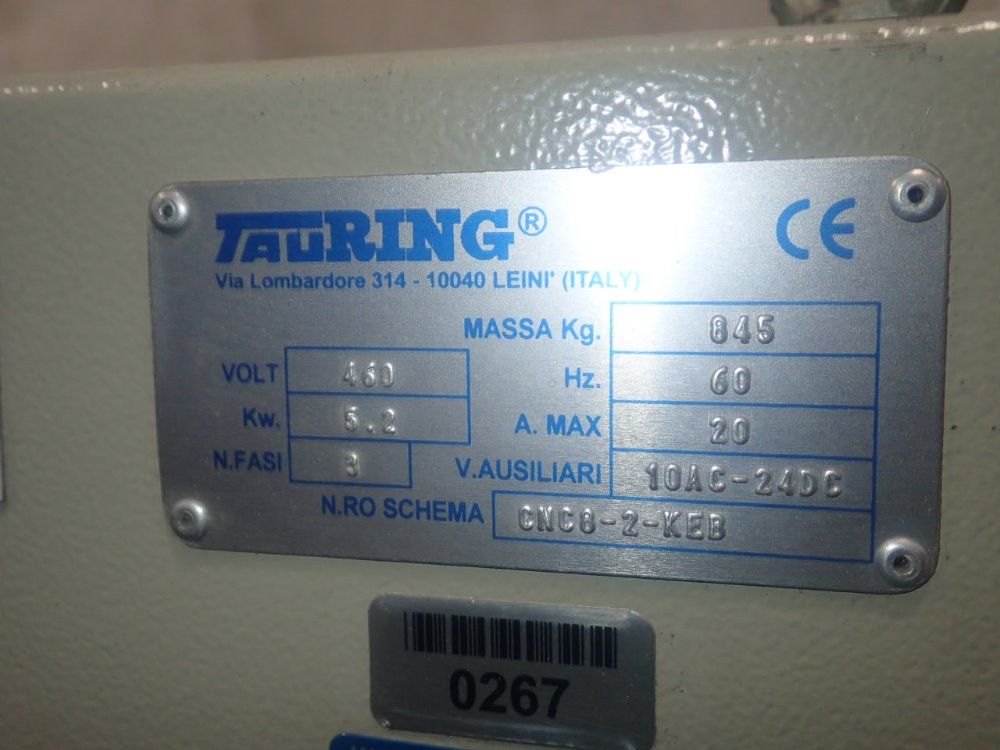 TAURING®
CE
Via Lombardore 314 - 10040 LEINI' (ITALY)
MASSA Kg. 845
VOLT 460 Hz. 60
Kw. 5.2 A. MAX 20
N.FASI 3 V.AUSILIARI 10AC-24DC
N.RO SCHEMA CNC8-2-KEB
0267